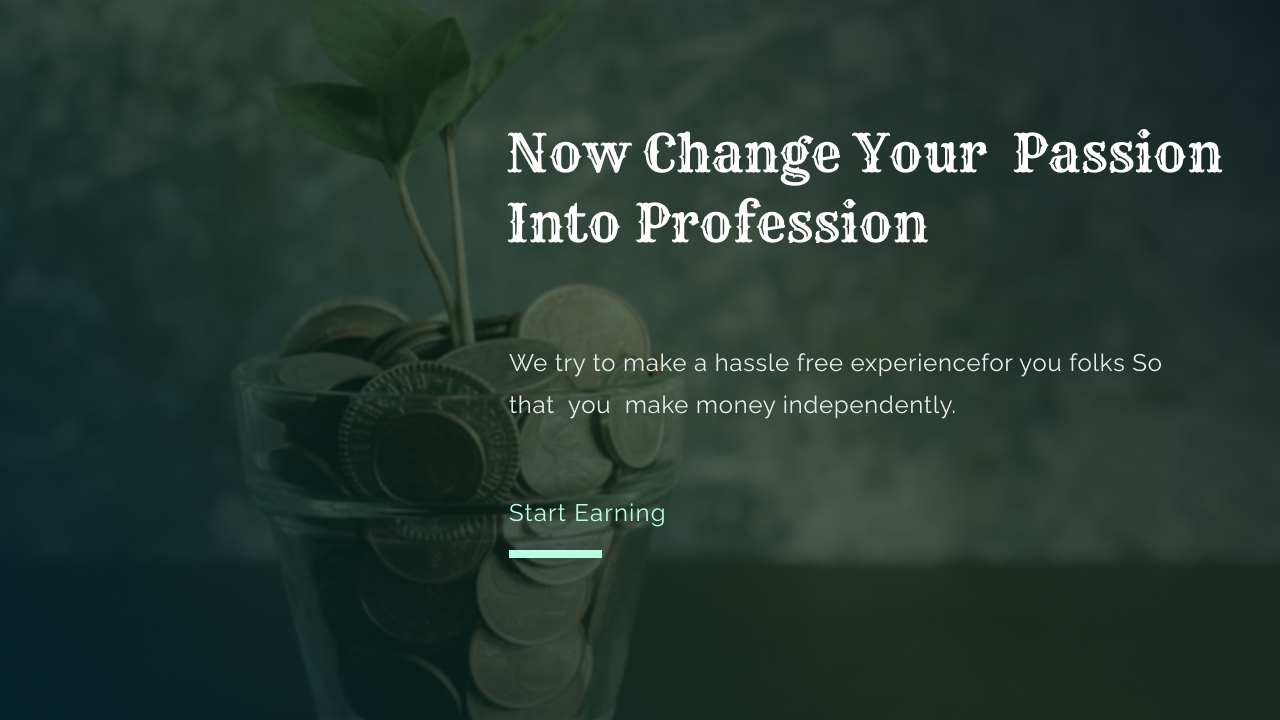 Now Change Your  Passion
Into Profession
We try to make a hassle free experiencefor you folks So
that  you  make money independently.
Start Earning